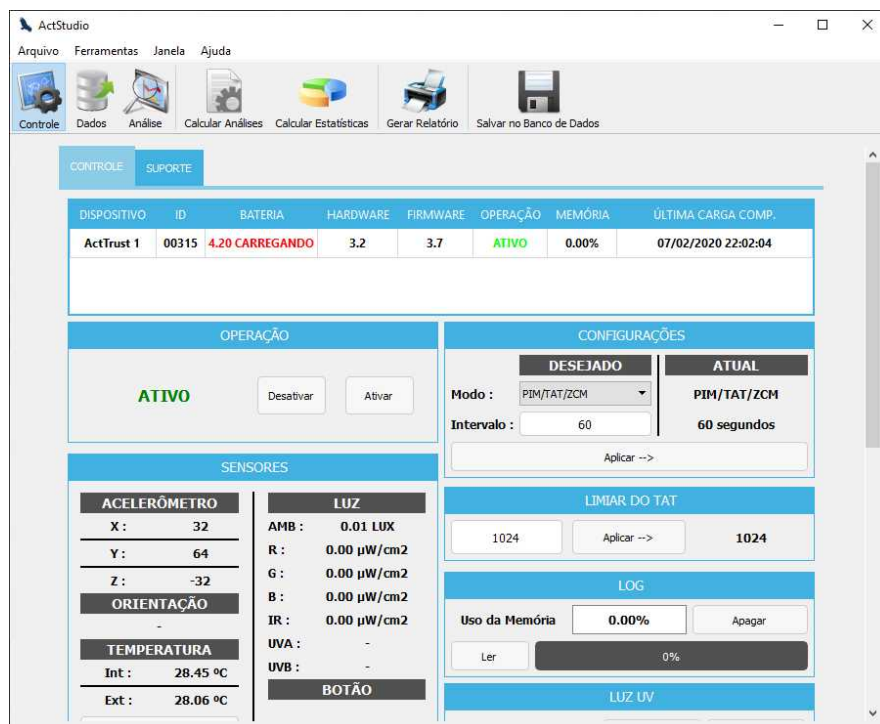 ActStudio
Arquivo Ferramentas Janela Ajuda
Controle Dados Análise Calcular Análises Calcular Estatísticas Gerar Relatório Salvar no Banco de Dados
CONTROLE SUPORTE
DISPOSITIVO ID BATERIA HARDWARE FIRMWARE OPERAÇÃO MEMÓRIA ÚLTIMA CARGA COMP.
ActTrust 1 00315 4.20 CARREGANDO 3.2 3.7 ATIVO 0.00% 07/02/2020 22:02:04
OPERAÇÃO
ATIVO Desativar Ativar
CONFIGURAÇÕES
DESEJADO ATUAL
Modo : PIM/TAT/ZCM PIM/TAT/ZCM
Intervalo : 60 60 segundos
Aplicar -->
SENSORES
ACELERÔMETRO
X : 32
Y : 64
Z : -32
ORIENTAÇÃO
-
TEMPERATURA
Int : 28.45 ºC
Ext : 28.06 ºC
LUZ
AMB : 0.01 LUX
R : 0.00 µW/cm2
G : 0.00 µW/cm2
B : 0.00 µW/cm2
IR : 0.00 µW/cm2
UVA : -
UVB : -
BOTÃO
LIMIAR DO TAT
1024 Aplicar --> 1024
LOG
Uso da Memória 0.00% Apagar
Ler 0%
LUZ UV